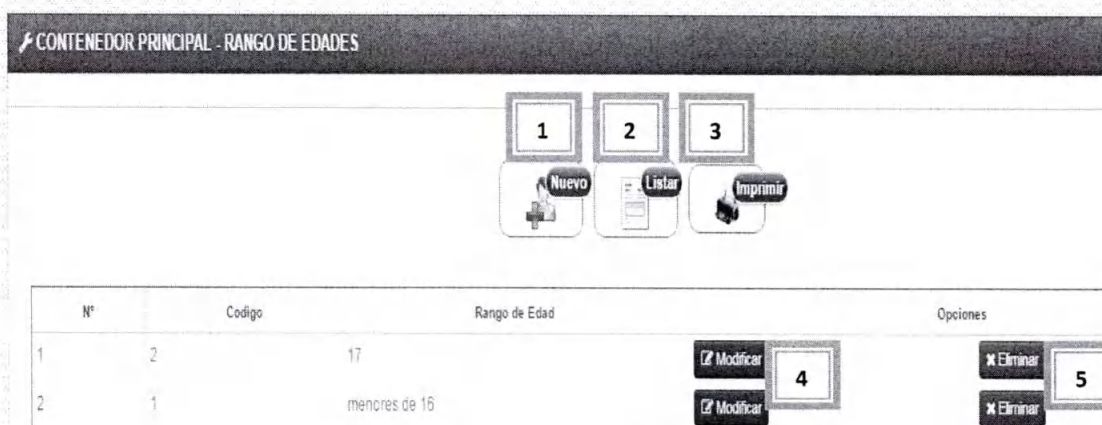 CONTENEDOR PRINCIPAL - RANGO DE EDADES
1 2 3
Nuevo Listar Imprimir
N° Codigo Rango de Edad Opciones
1 2 17 Modificar Eliminar
4 5
2 1 menores de 16 Modificar Eliminar